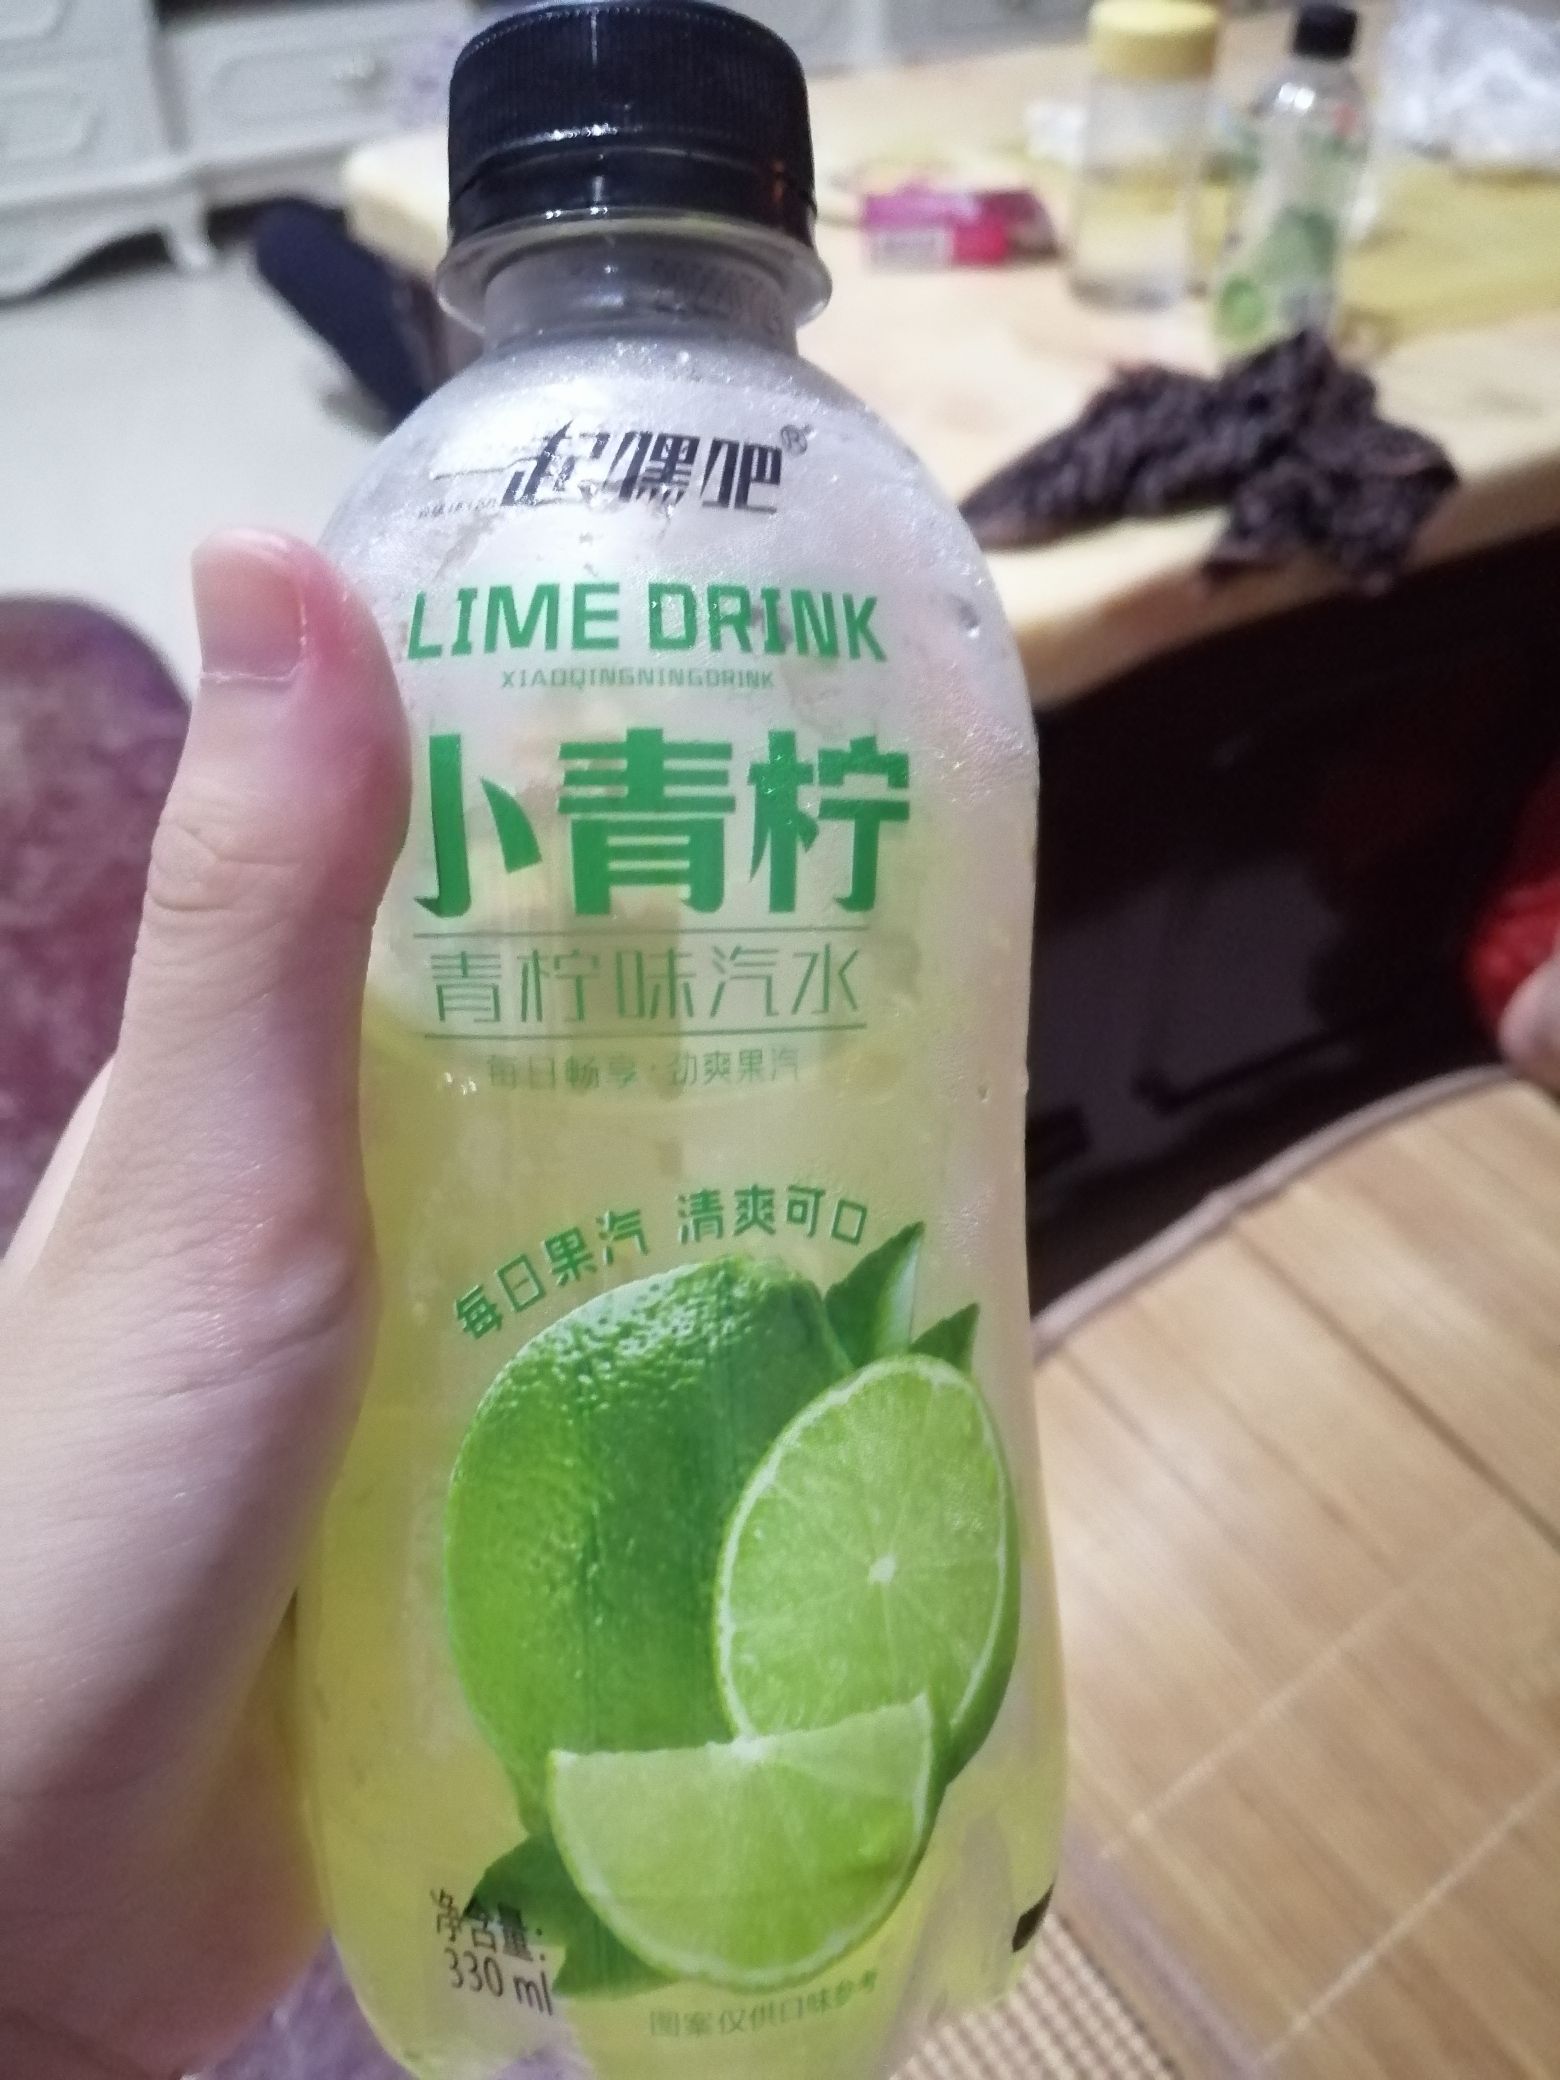 一起嘿吧®
LIME DRINK
XIAOQINGNINGDRINK
小青柠
青柠味汽水
每日畅享·劲爽果汽
每日果汽 清爽可口
净含量:
330 ml
图案仅供口味参考